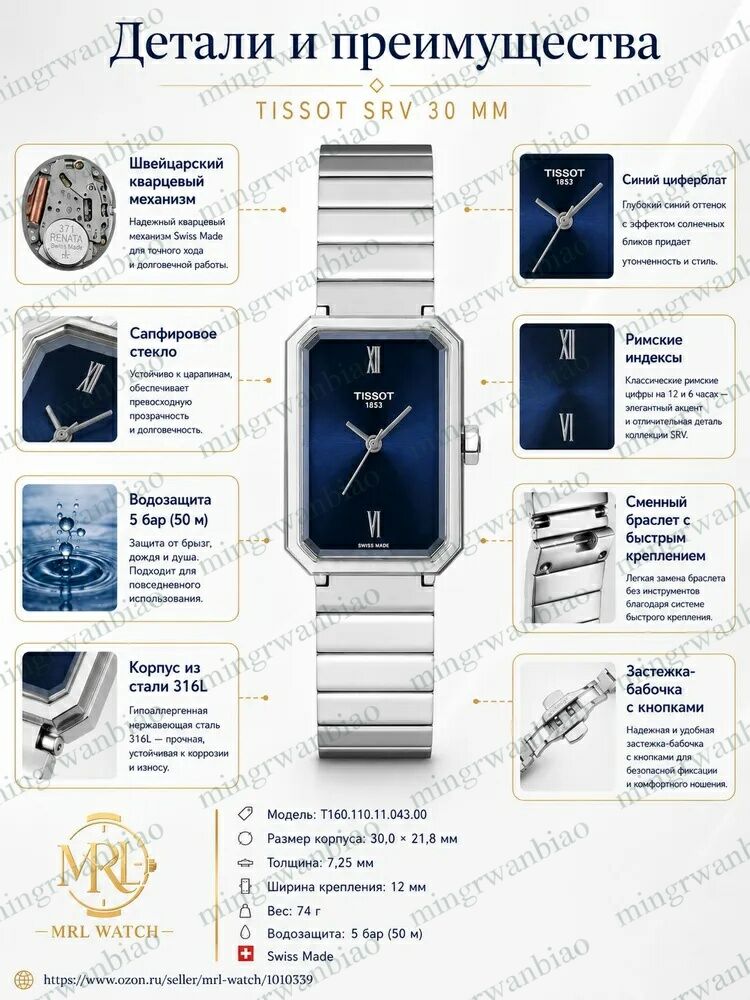 Детали и преимущества
TISSOT SRV 30 MM
Швейцарский
кварцевый
механизм
Надежный кварцевый
механизм Swiss Made
для точного хода
и долговечной работы.
371
RENATA
Swiss Made
Сапфировое
стекло
Устойчиво к царапинам,
обеспечивает
превосходную
прозрачность
и долговечность.
XII
Водозащита
5 бар (50 м)
Защита от брызг,
дождя и душа.
Подходит для
повседневного
использования.
Корпус из
стали 316L
Гипоаллергенная
нержавеющая сталь
316L — прочная,
устойчивая к коррозии
и износу.
XII
TISSOT
1853
VI
SWISS MADE
TISSOT
1853
Синий циферблат
Глубокий синий оттенок
с эффектом солнечных
бликов придает
утонченность и стиль.
XII
VI
Римские
индексы
Классические римские
цифры на 12 и 6 часах —
элегантный акцент
и отличительная деталь
коллекции SRV.
Сменный
браслет с
быстрым
креплением
Легкая замена браслета
без инструментов
благодаря системе
быстрого крепления.
Застежка-
бабочка
с кнопками
Надежная и удобная
застежка-бабочка
с кнопками для
безопасной фиксации
и комфортного ношения.
MRL
MRL WATCH
Модель: T160.110.11.043.00
Размер корпуса: 30,0 × 21,8 мм
Толщина: 7,25 мм
Ширина крепления: 12 мм
Вес: 74 г
Водозащита: 5 бар (50 м)
Swiss Made
https://www.ozon.ru/seller/mrl-watch/1010339
mingrwanbiao